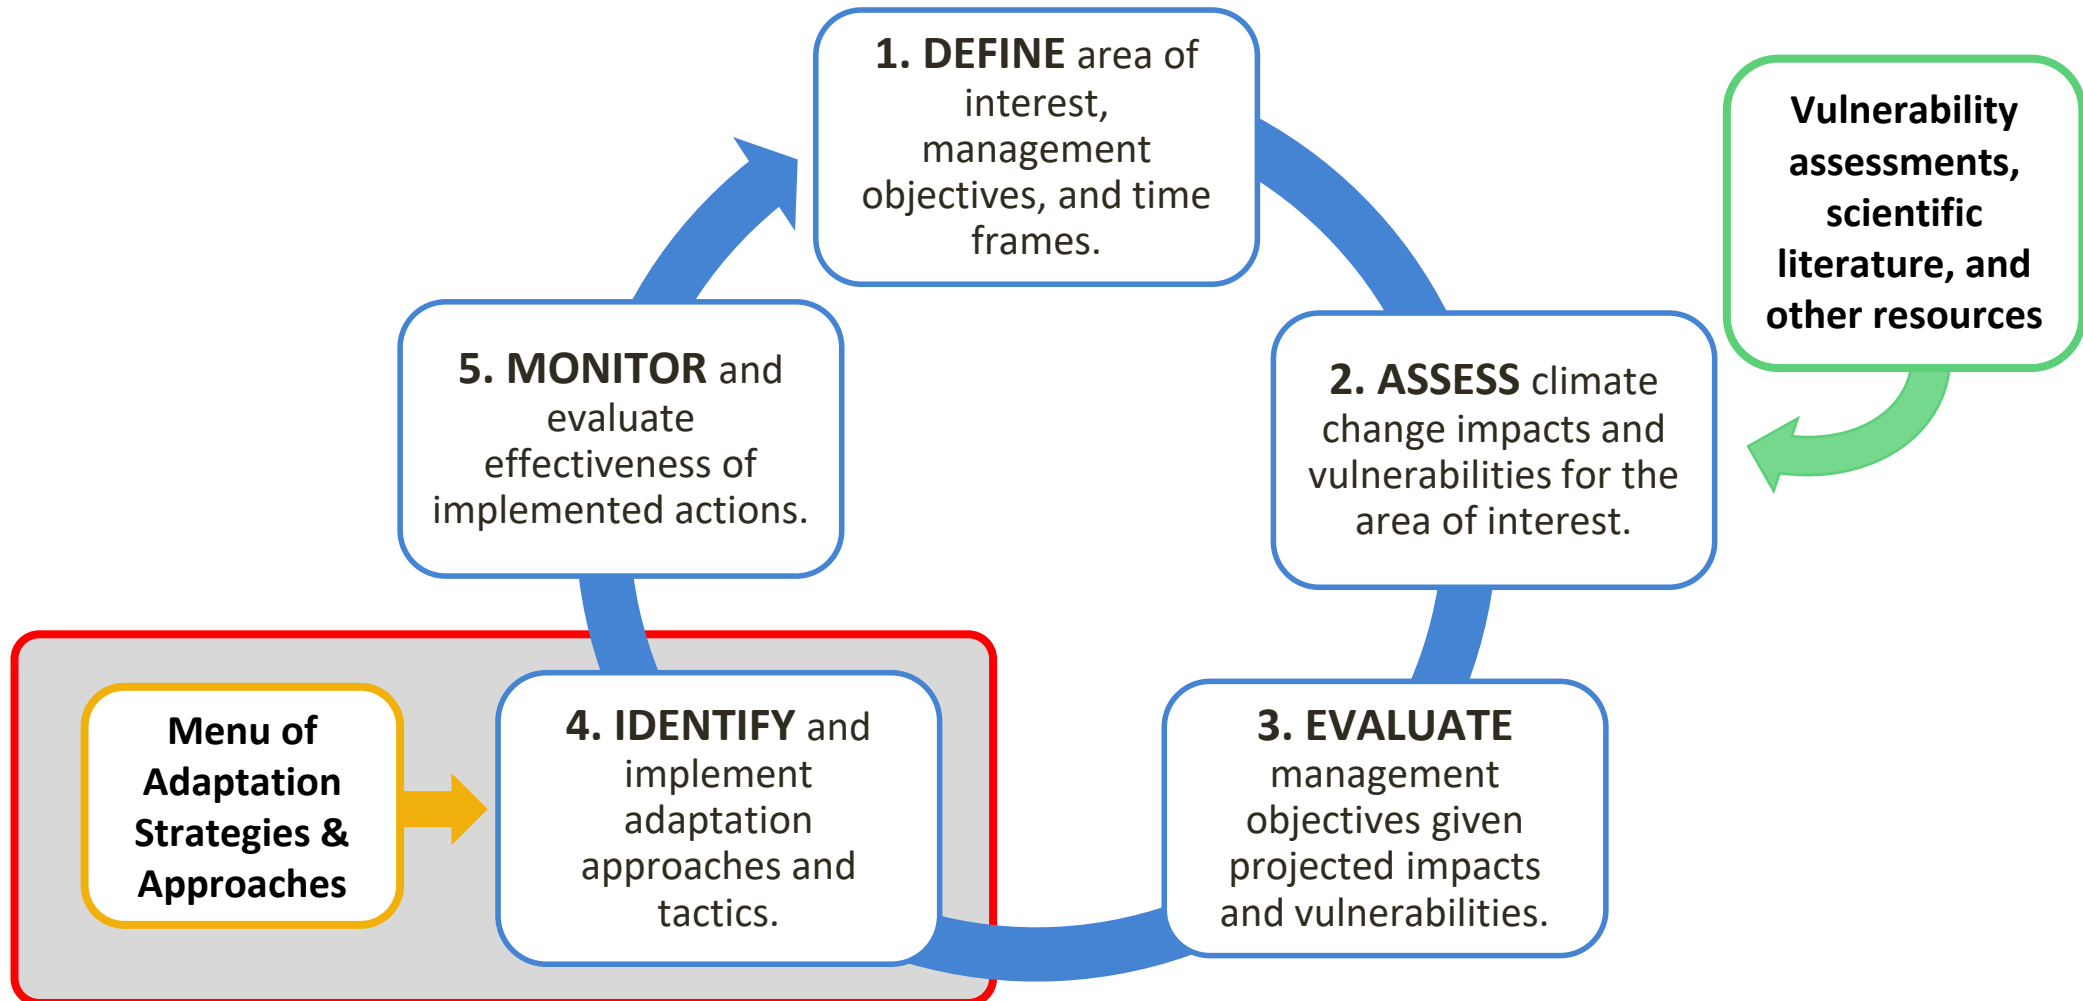 1. DEFINE area of
interest,
management
objectives, and time
frames.
Vulnerability
assessments,
scientific
literature, and
other resources
2. ASSESS climate
change impacts and
vulnerabilities for the
area of interest.
3. EVALUATE
management
objectives given
projected impacts
and vulnerabilities.
4. IDENTIFY and
implement
adaptation
approaches and
tactics.
Menu of
Adaptation
Strategies &
Approaches
5. MONITOR and
evaluate
effectiveness of
implemented actions.